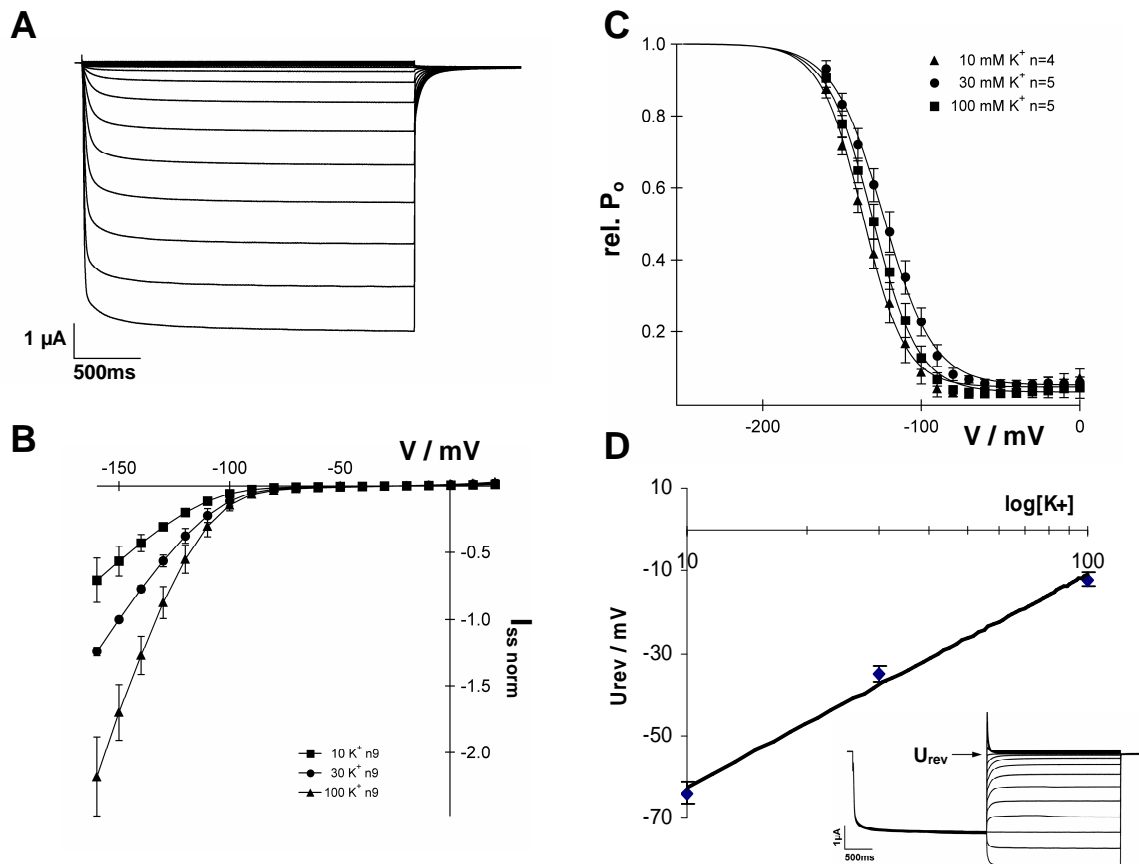 A
1 µA
500ms
B
V / mV
-150
-100
-50
-0.5
-1.0
-1.5
-2.0
I ss norm
10 K+ n9
30 K+ n9
100 K+ n9
C
1.0
0.8
0.6
0.4
0.2
rel. Po
10 mM K+ n=4
30 mM K+ n=5
100 mM K+ n=5
-200
-100
0
V / mV
D
10
-10
-30
-50
-70
Urev / mV
log[K+]
10
100
Urev
1µA
500ms